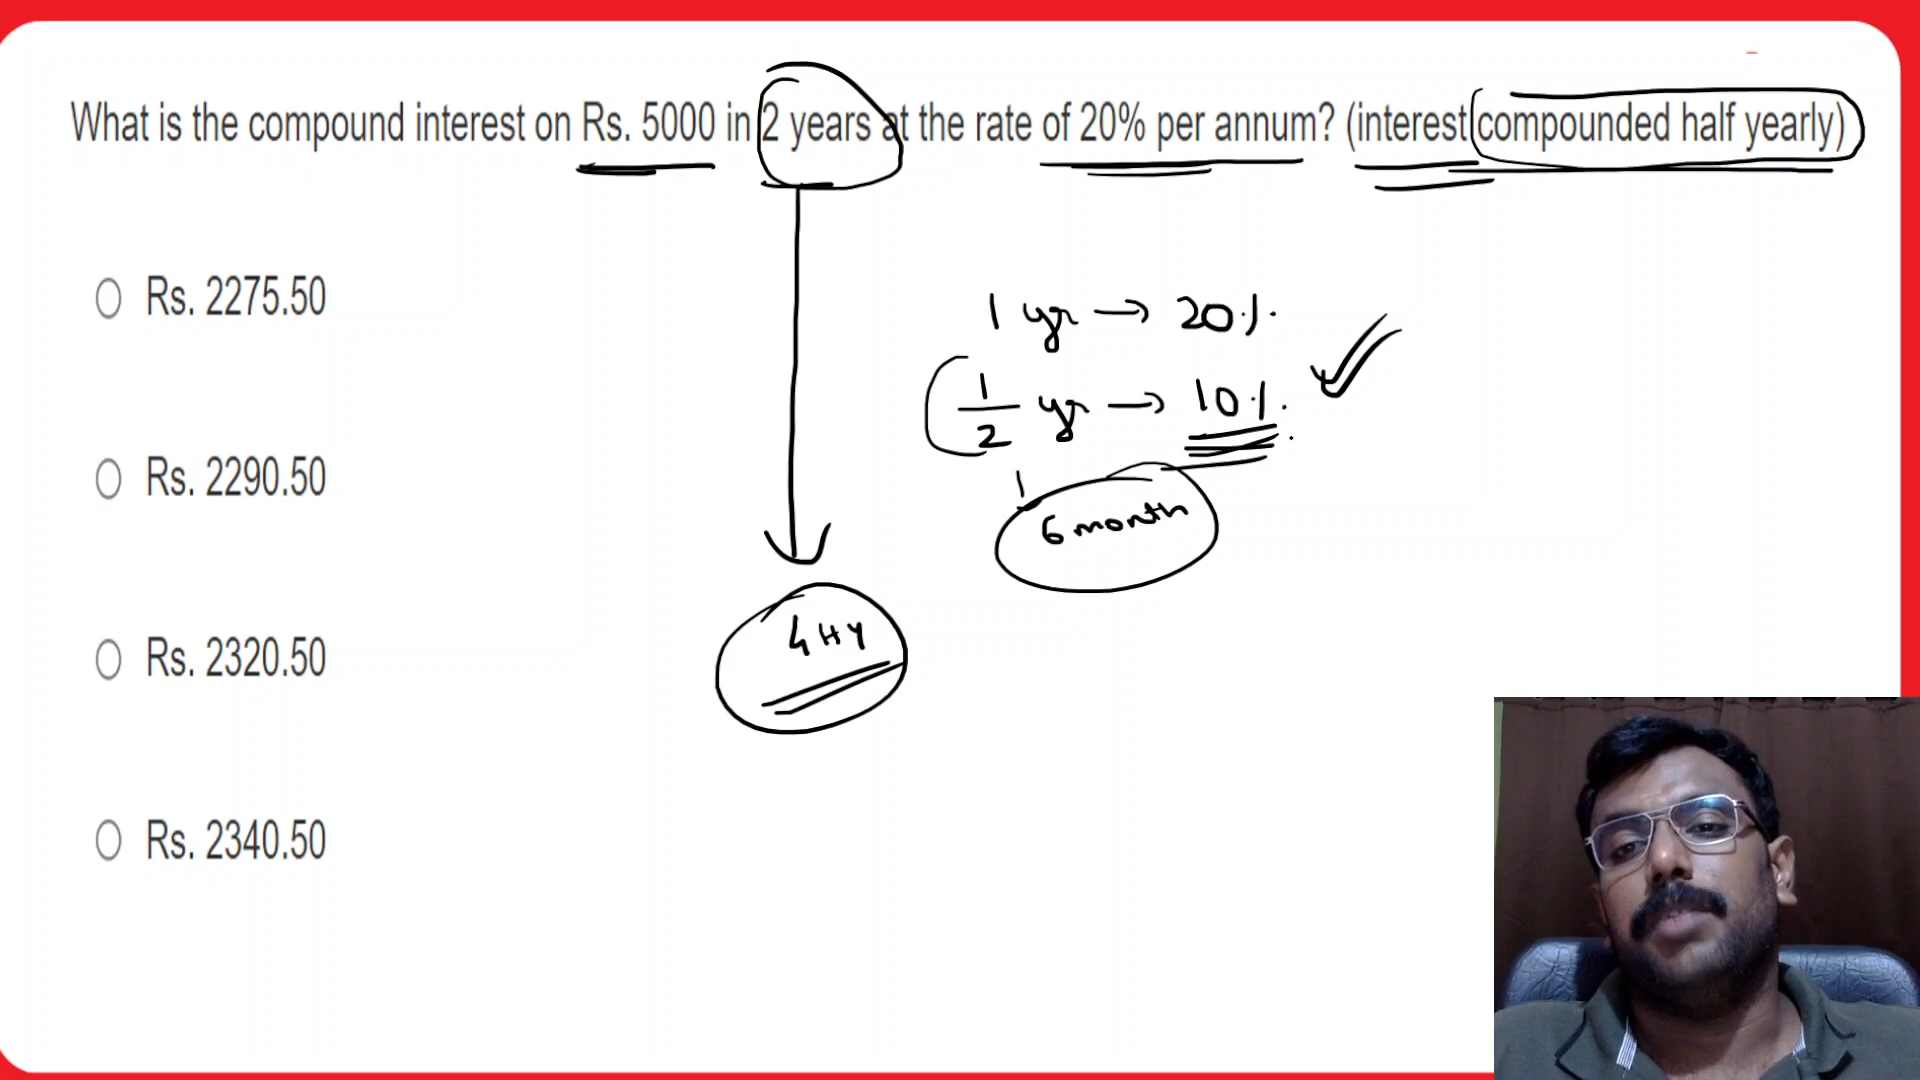 What is the compound interest on Rs. 5000 in 2 years at the rate of 20% per annum? (interest compounded half yearly)
Rs. 2275.50
1 yr → 20%.
1/2 yr → 10%.
Rs. 2290.50
6 month
4 HY
Rs. 2320.50
Rs. 2340.50